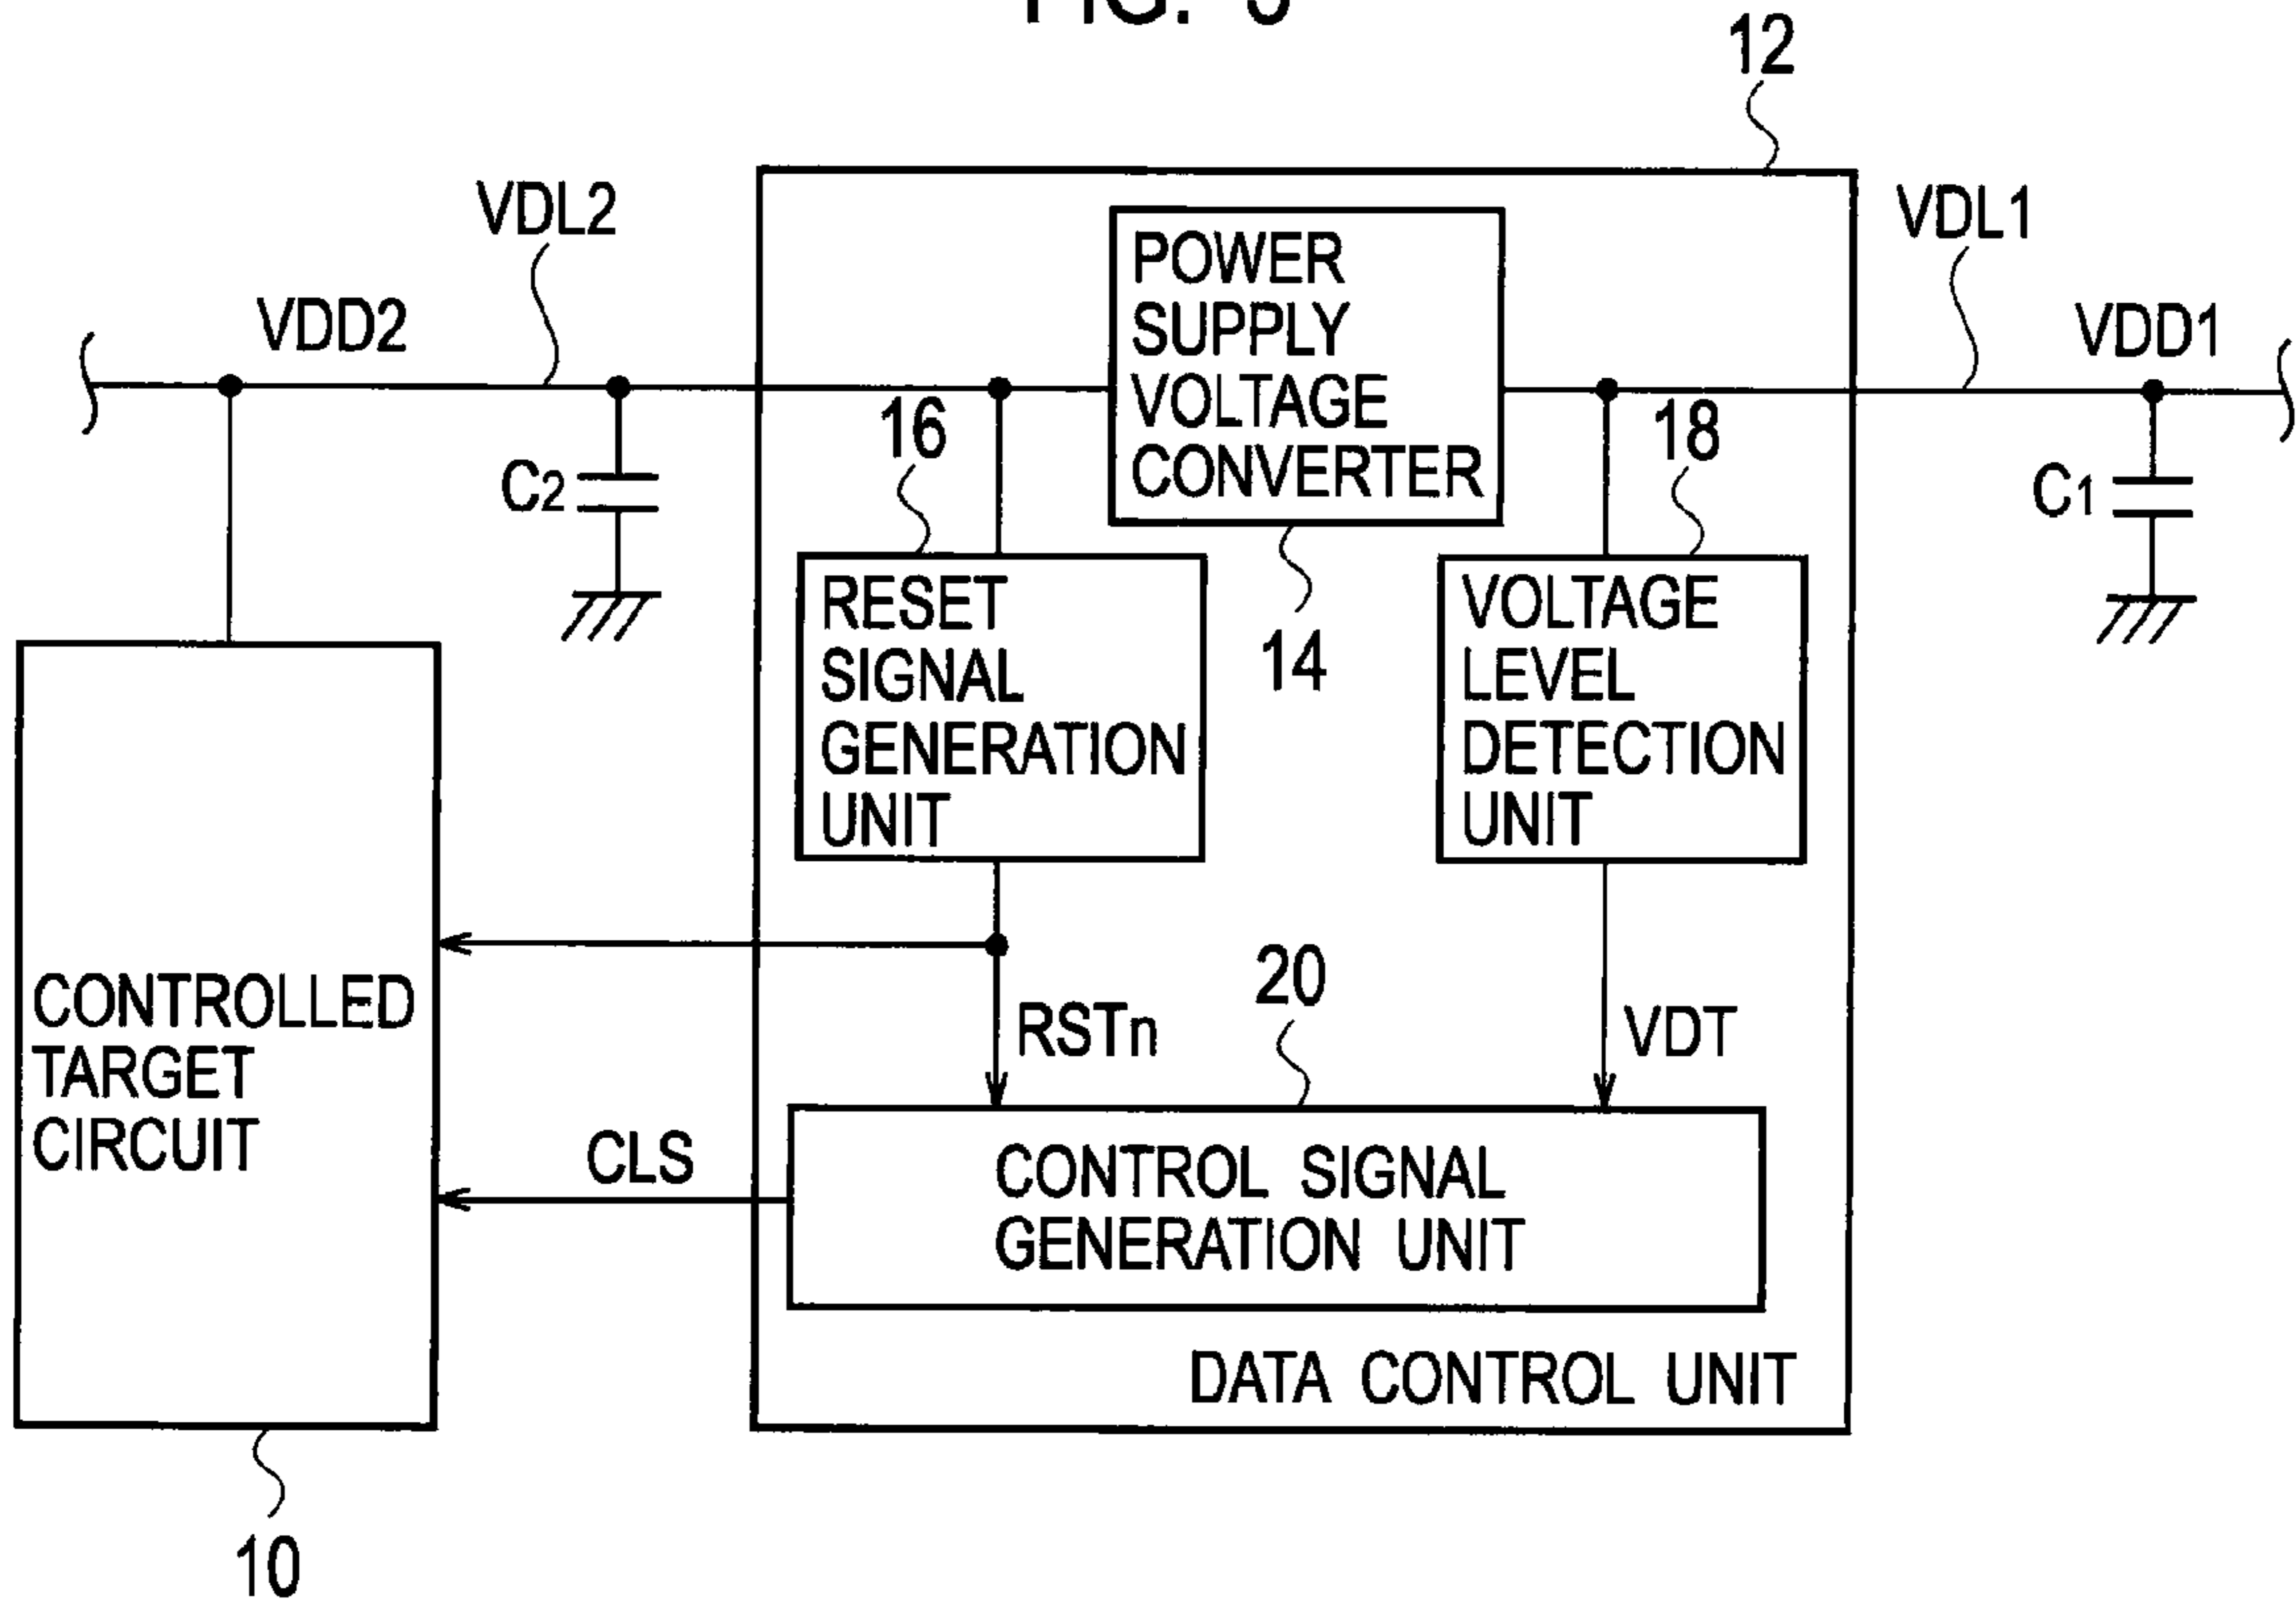 12
VDL2
VDL1
POWER
SUPPLY
VOLTAGE
CONVERTER
VDD2
VDD1
16
18
C2
C1
RESET
SIGNAL
GENERATION
UNIT
14
VOLTAGE
LEVEL
DETECTION
UNIT
CONTROLLED
TARGET
CIRCUIT
RSTn
20
VDT
CLS
CONTROL SIGNAL
GENERATION UNIT
DATA CONTROL UNIT
10